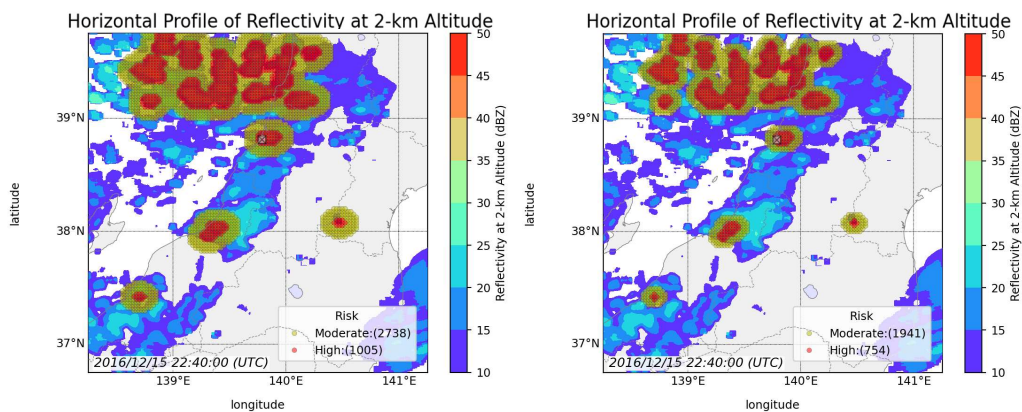 Horizontal Profile of Reflectivity at 2-km Altitude
latitude
39°N
38°N
37°N
139°E
140°E
141°E
longitude
Risk
Moderate:(2738)
High:(1005)
2016/12/15 22:40:00 (UTC)
50
45
40
35
30
25
20
15
10
Reflectivity at 2-km Altitude (dBZ)
Horizontal Profile of Reflectivity at 2-km Altitude
latitude
39°N
38°N
37°N
139°E
140°E
141°E
longitude
Risk
Moderate:(1941)
High:(754)
2016/12/15 22:40:00 (UTC)
50
45
40
35
30
25
20
15
10
Reflectivity at 2-km Altitude (dBZ)